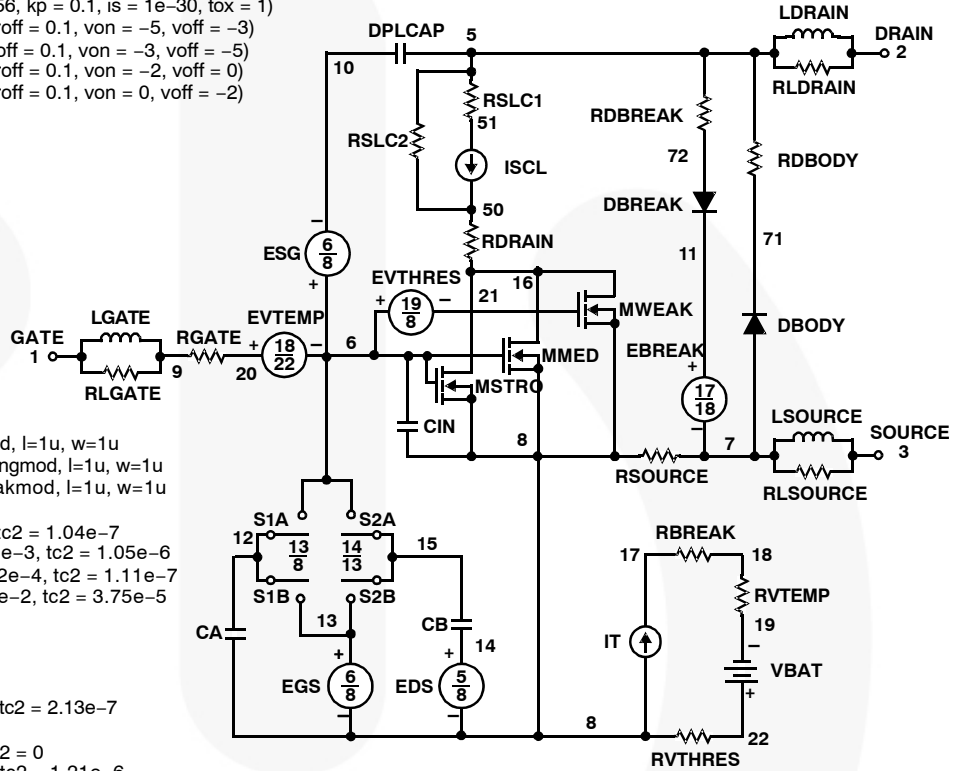 56, kp = 0.1, is = 1e−30, tox = 1)
voff = 0.1, von = −5, voff = −3)
off = 0.1, von = −3, voff = −5)
voff = 0.1, von = −2, voff = 0)
voff = 0.1, von = 0, voff = −2)
LDRAIN
DPLCAP 5 DRAIN
10 2
RLDRAIN
RSLC1
51
RDBREAK
RSLC2
72
RDBODY
ISCL
DBREAK
50
RDRAIN
71
11
−
ESG 6/8
+
EVTHRES
16
21
+ 19/8 −
MWEAK
LGATE
EVTEMP
RGATE
GATE
1
+ 18/22 −
6
EBREAK
DBODY
MMED
9
20
RLGATE
MSTRO
+
17/18
−
LSOURCE
CIN
SOURCE
8
7
3
RSOURCE
RLSOURCE
d, l=1u, w=1u
ngmod, l=1u, w=1u
akmod, l=1u, w=1u
tc2 = 1.04e−7
e−3, tc2 = 1.05e−6
2e−4, tc2 = 1.11e−7
e−2, tc2 = 3.75e−5
S1A S2A
12
13/8
14/13
15
S1B S2B
RBREAK
17 18
RVTEMP
13
CA
CB
19
IT
14
−
VBAT
+
+
EGS 6/8
−
+
EDS 5/8
−
8
22
RVTHRES
tc2 = 2.13e−7
2 = 0